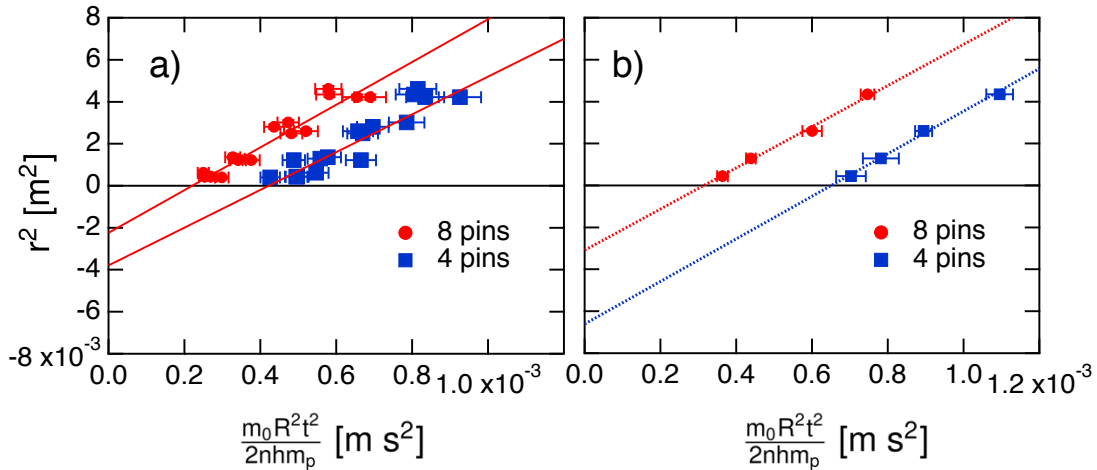 8
6
4
2
0
-2
-4
-6
-8 x10⁻³
r² [m²]
a)
8 pins
4 pins
0.0 0.2 0.4 0.6 0.8 1.0 x10⁻³
m₀R²t²
2nhmₚ
[m s²]
b)
8 pins
4 pins
0.0 0.2 0.4 0.6 0.8 1.0 1.2 x10⁻³
m₀R²t²
2nhmₚ
[m s²]